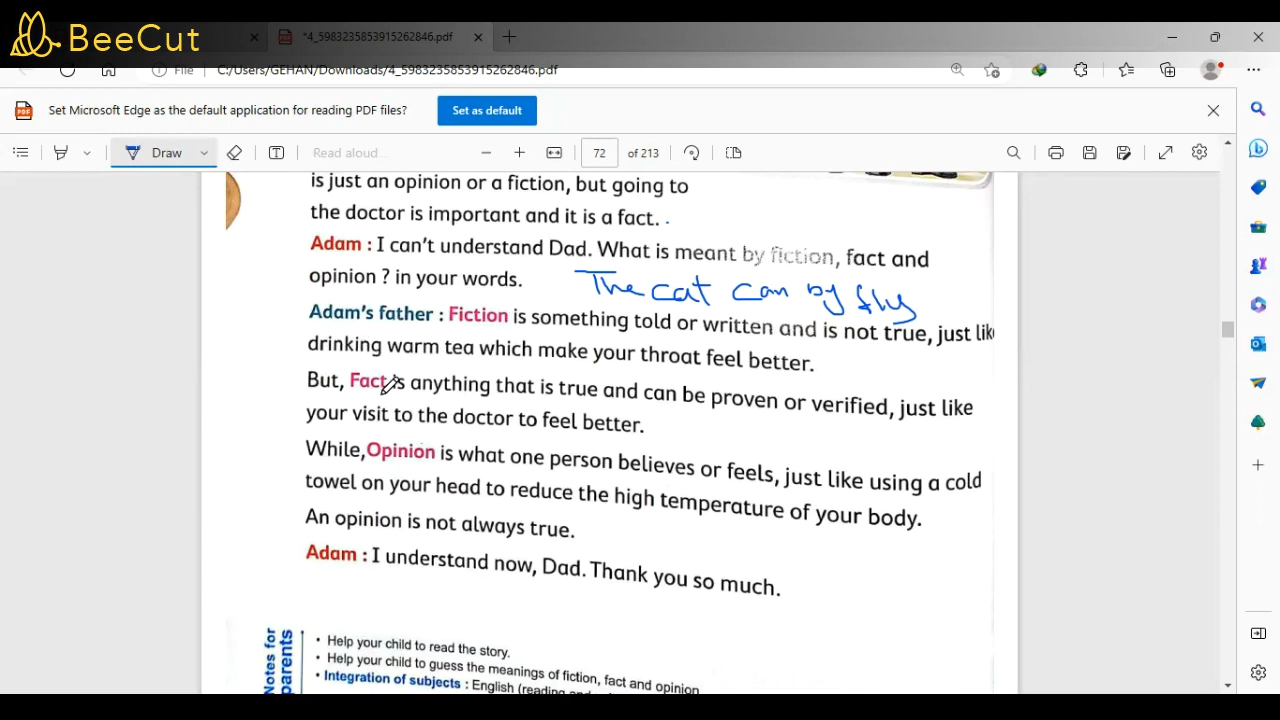 BeeCut
*4_5983235853915262846.pdf
File C:/Users/GEHAN/Downloads/4_5983235853915262846.pdf
Set Microsoft Edge as the default application for reading PDF files? Set as default
Draw Read aloud... 72 of 213
is just an opinion or a fiction, but going to
the doctor is important and it is a fact.
Adam : I can't understand Dad. What is meant by fiction, fact and
opinion ? in your words.
The cat can by fly
Adam's father : Fiction is something told or written and is not true, just lik
drinking warm tea which make your throat feel better.
But, Fact is anything that is true and can be proven or verified, just like
your visit to the doctor to feel better.
While, Opinion is what one person believes or feels, just like using a cold
towel on your head to reduce the high temperature of your body.
An opinion is not always true.
Adam : I understand now, Dad. Thank you so much.
Notes for
parents
• Help your child to read the story.
• Help your child to guess the meanings of fiction, fact and opinion
• Integration of subjects : English (reading and